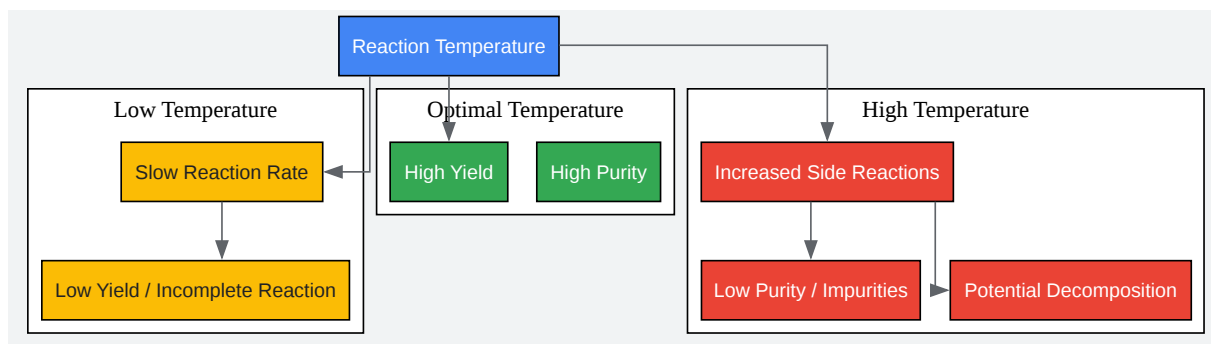 Reaction Temperature
Low Temperature
Optimal Temperature
High Temperature
Slow Reaction Rate
High Yield
High Purity
Increased Side Reactions
Low Yield / Incomplete Reaction
Low Purity / Impurities
Potential Decomposition